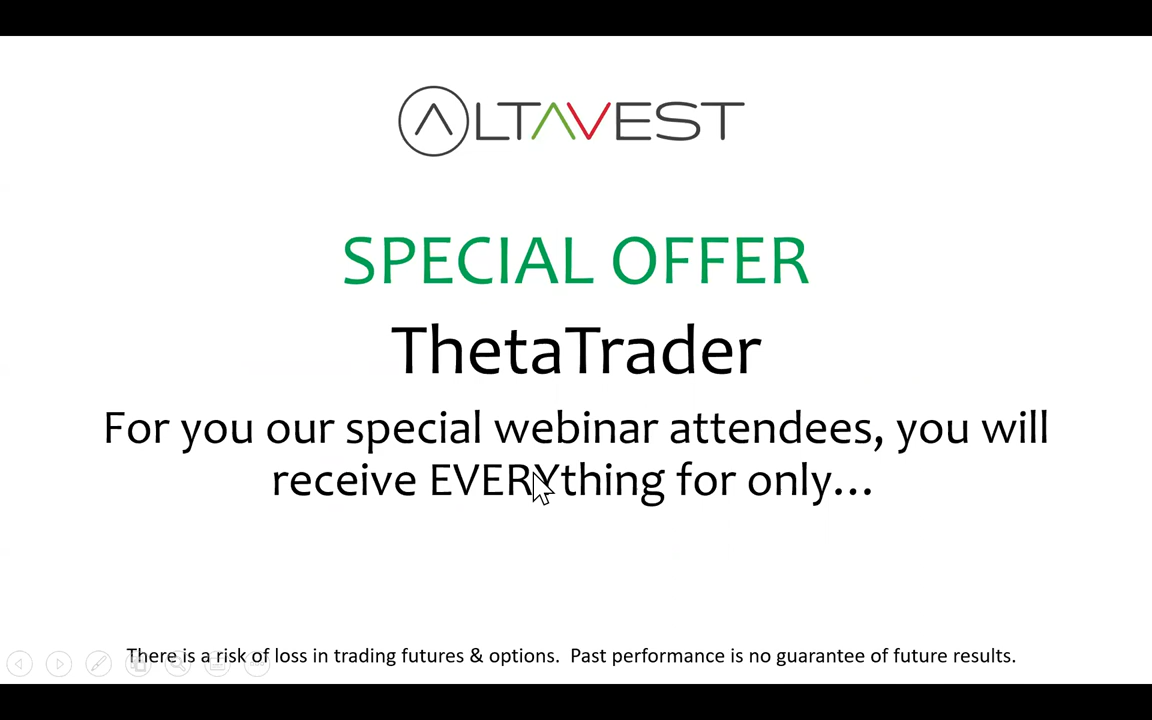 ALTAVEST
SPECIAL OFFER
ThetaTrader
For you our special webinar attendees, you will
receive EVERYthing for only...
There is a risk of loss in trading futures & options.  Past performance is no guarantee of future results.